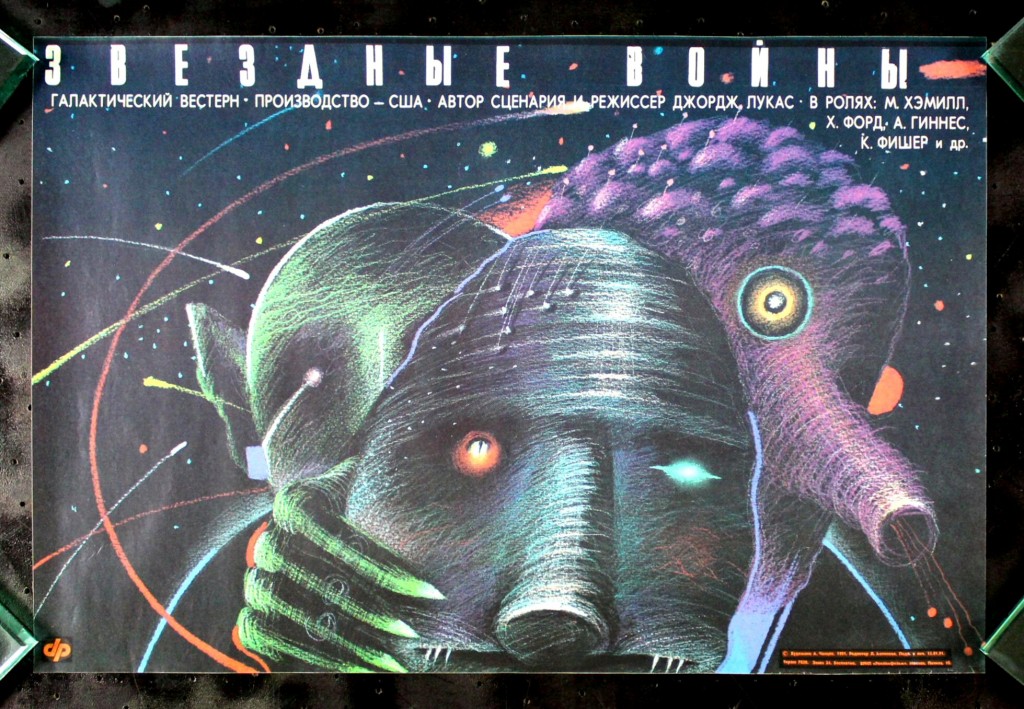 ЗВЕЗДНЫЕ ВОЙНЫ
ГАЛАКТИЧЕСКИЙ ВЕСТЕРН · ПРОИЗВОДСТВО – США · АВТОР СЦЕНАРИЯ И РЕЖИССЕР ДЖОРДЖ ЛУКАС · В РОЛЯХ: М. ХЭМИЛЛ,
Х. ФОРД, А. ГИННЕС,
К. ФИШЕР и др.